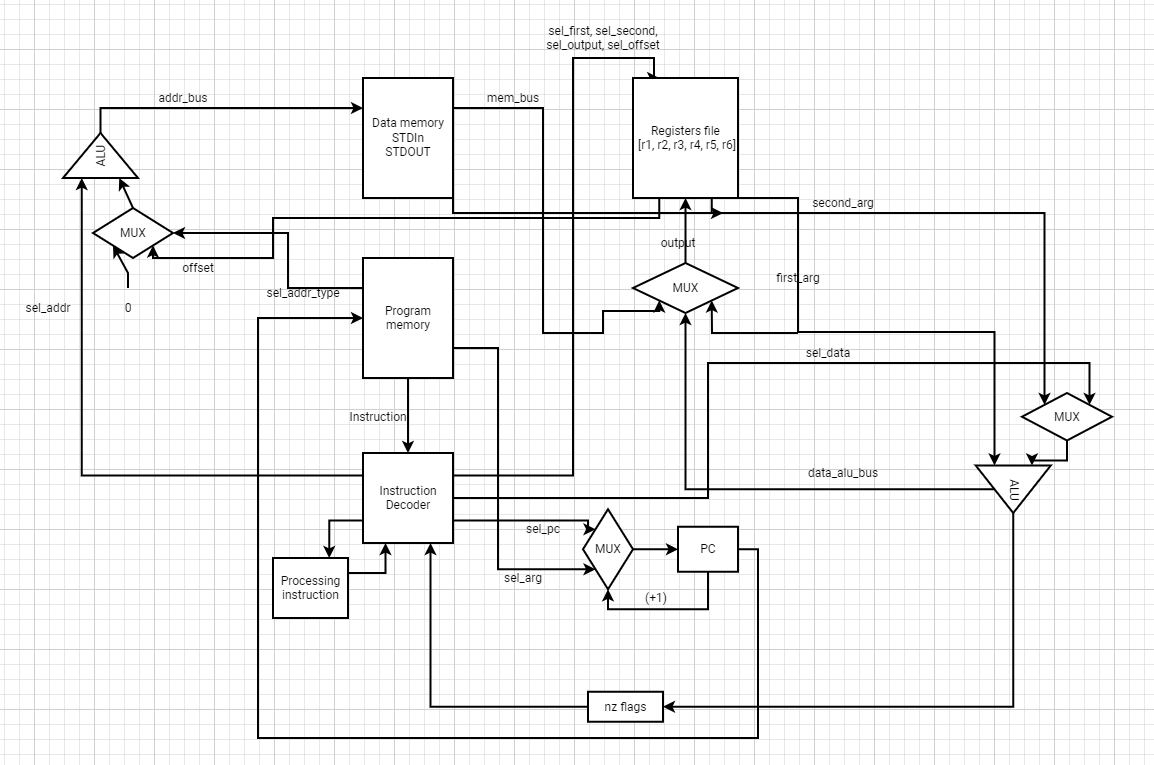 sel_first, sel_second,
sel_output, sel_offset
addr_bus
mem_bus
Data memory
STDIn
STDOUT
Registers file
[r1, r2, r3, r4, r5, r6]
ALU
second_arg
MUX
output
offset
first_arg
sel_addr_type
MUX
sel_addr
0
Program
memory
sel_data
Instruction
MUX
data_alu_bus
Instruction
Decoder
ALU
sel_pc
MUX
PC
sel_arg
Processing
instruction
(+1)
nz flags